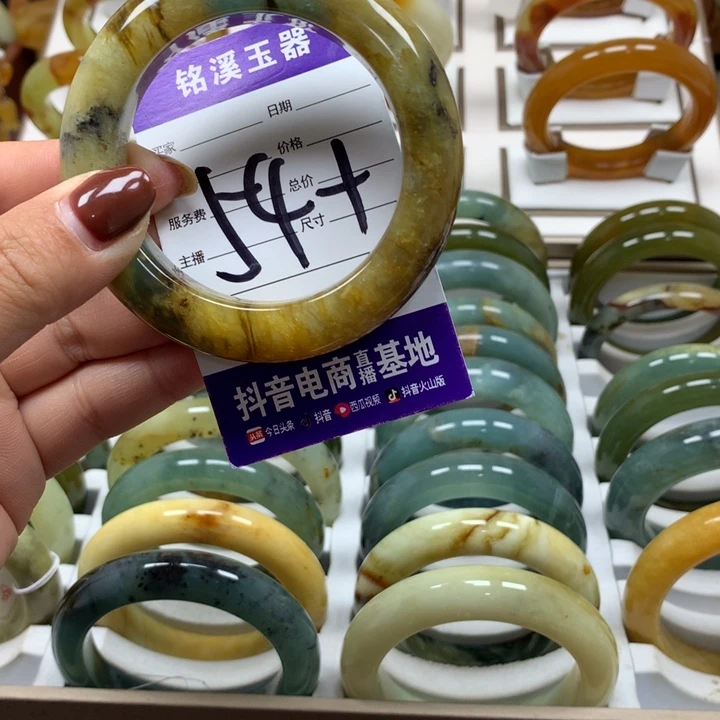 铭溪玉器
日期
买家
价格
总价
服务费
尺寸
主播
抖音电商直播基地
头条 今日头条 抖音 西瓜视频 抖音火山版